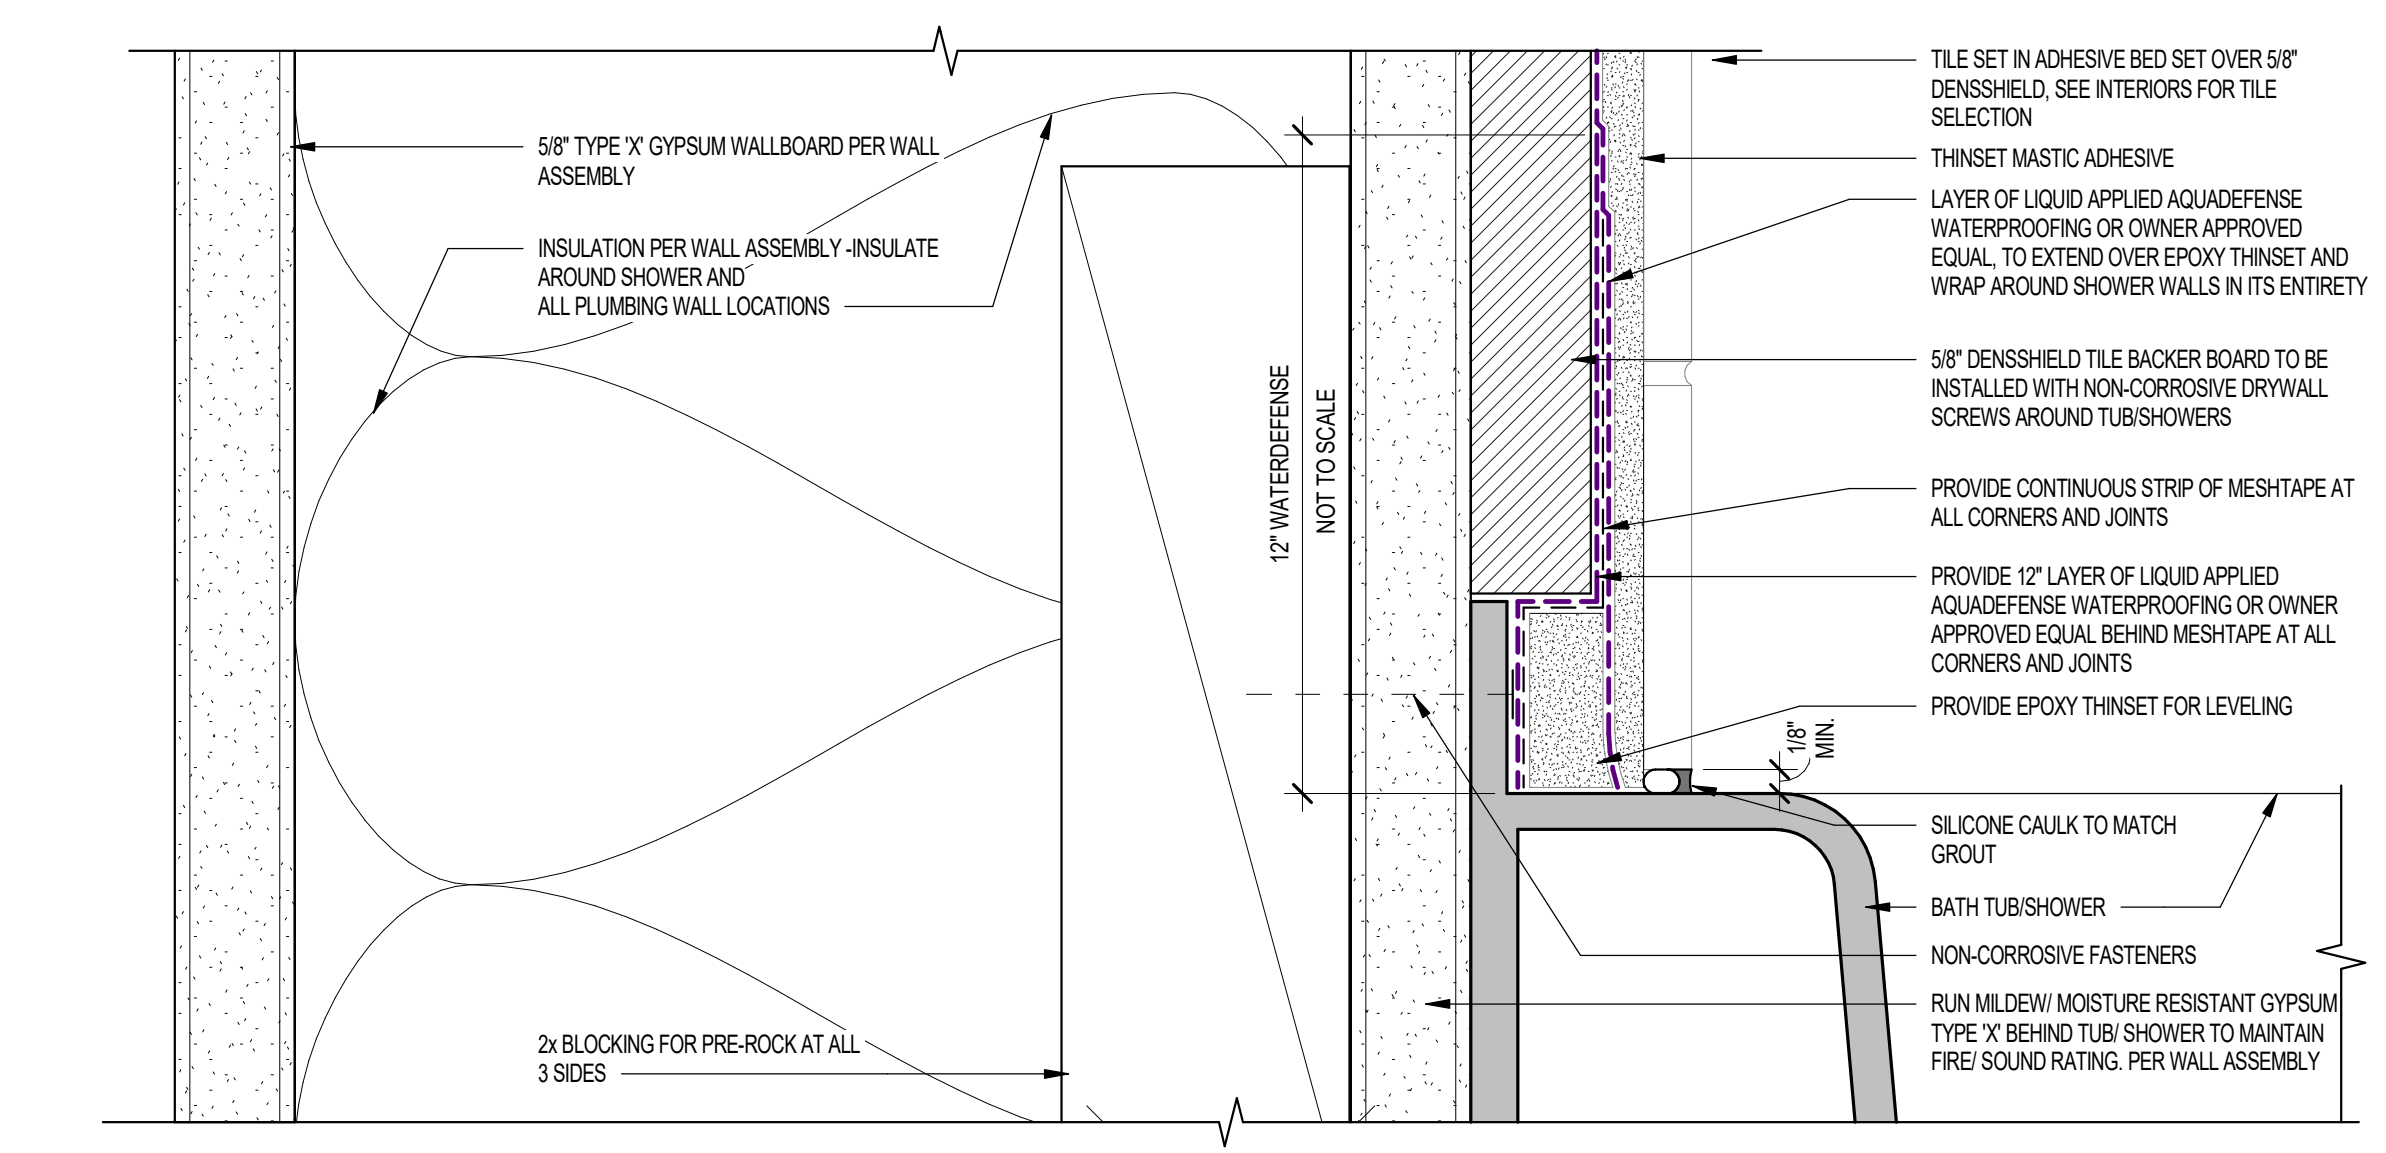 5/8" TYPE 'X' GYPSUM WALLBOARD PER WALL
ASSEMBLY
INSULATION PER WALL ASSEMBLY -INSULATE
AROUND SHOWER AND
ALL PLUMBING WALL LOCATIONS
2x BLOCKING FOR PRE-ROCK AT ALL
3 SIDES
12" WATERDEFENSE
NOT TO SCALE
TILE SET IN ADHESIVE BED SET OVER 5/8"
DENSSHIELD, SEE INTERIORS FOR TILE
SELECTION
THINSET MASTIC ADHESIVE
LAYER OF LIQUID APPLIED AQUADEFENSE
WATERPROOFING OR OWNER APPROVED
EQUAL, TO EXTEND OVER EPOXY THINSET AND
WRAP AROUND SHOWER WALLS IN ITS ENTIRETY
5/8" DENSSHIELD TILE BACKER BOARD TO BE
INSTALLED WITH NON-CORROSIVE DRYWALL
SCREWS AROUND TUB/SHOWERS
PROVIDE CONTINUOUS STRIP OF MESHTAPE AT
ALL CORNERS AND JOINTS
PROVIDE 12" LAYER OF LIQUID APPLIED
AQUADEFENSE WATERPROOFING OR OWNER
APPROVED EQUAL BEHIND MESHTAPE AT ALL
CORNERS AND JOINTS
PROVIDE EPOXY THINSET FOR LEVELING
1/8"
MIN.
SILICONE CAULK TO MATCH
GROUT
BATH TUB/SHOWER
NON-CORROSIVE FASTENERS
RUN MILDEW/ MOISTURE RESISTANT GYPSUM
TYPE 'X' BEHIND TUB/ SHOWER TO MAINTAIN
FIRE/ SOUND RATING. PER WALL ASSEMBLY